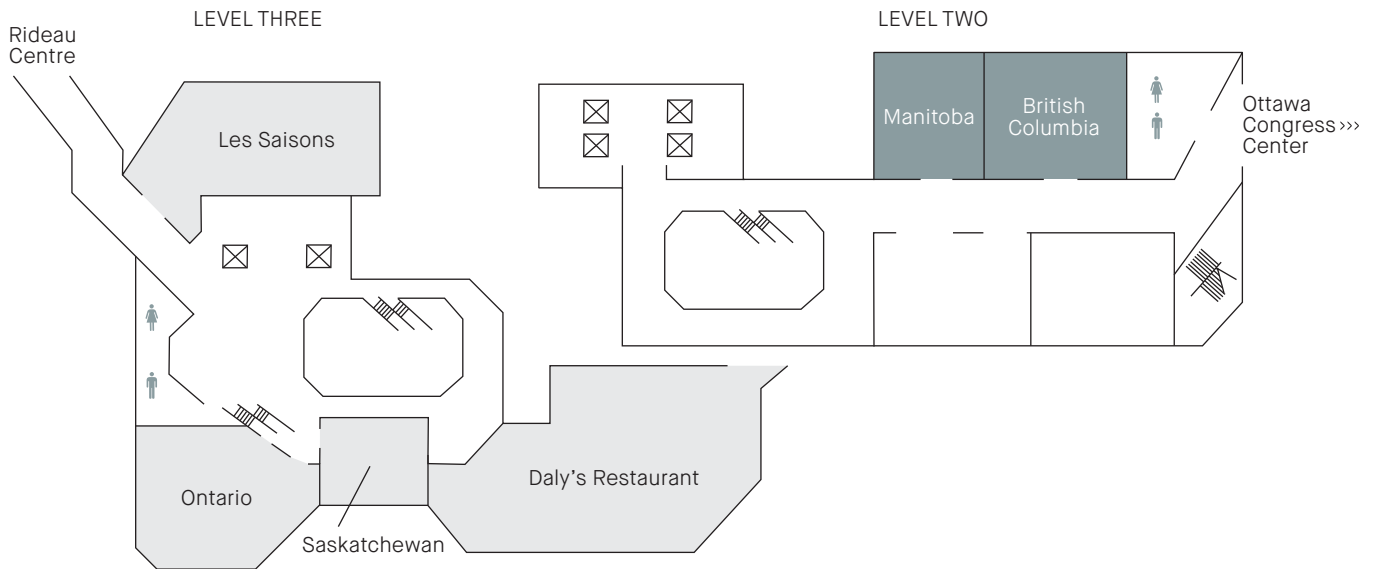 LEVEL THREE
LEVEL TWO
Rideau
Centre
Les Saisons
Manitoba
British
Columbia
Ottawa
Congress ›››
Center
Ontario
Daly's Restaurant
Saskatchewan